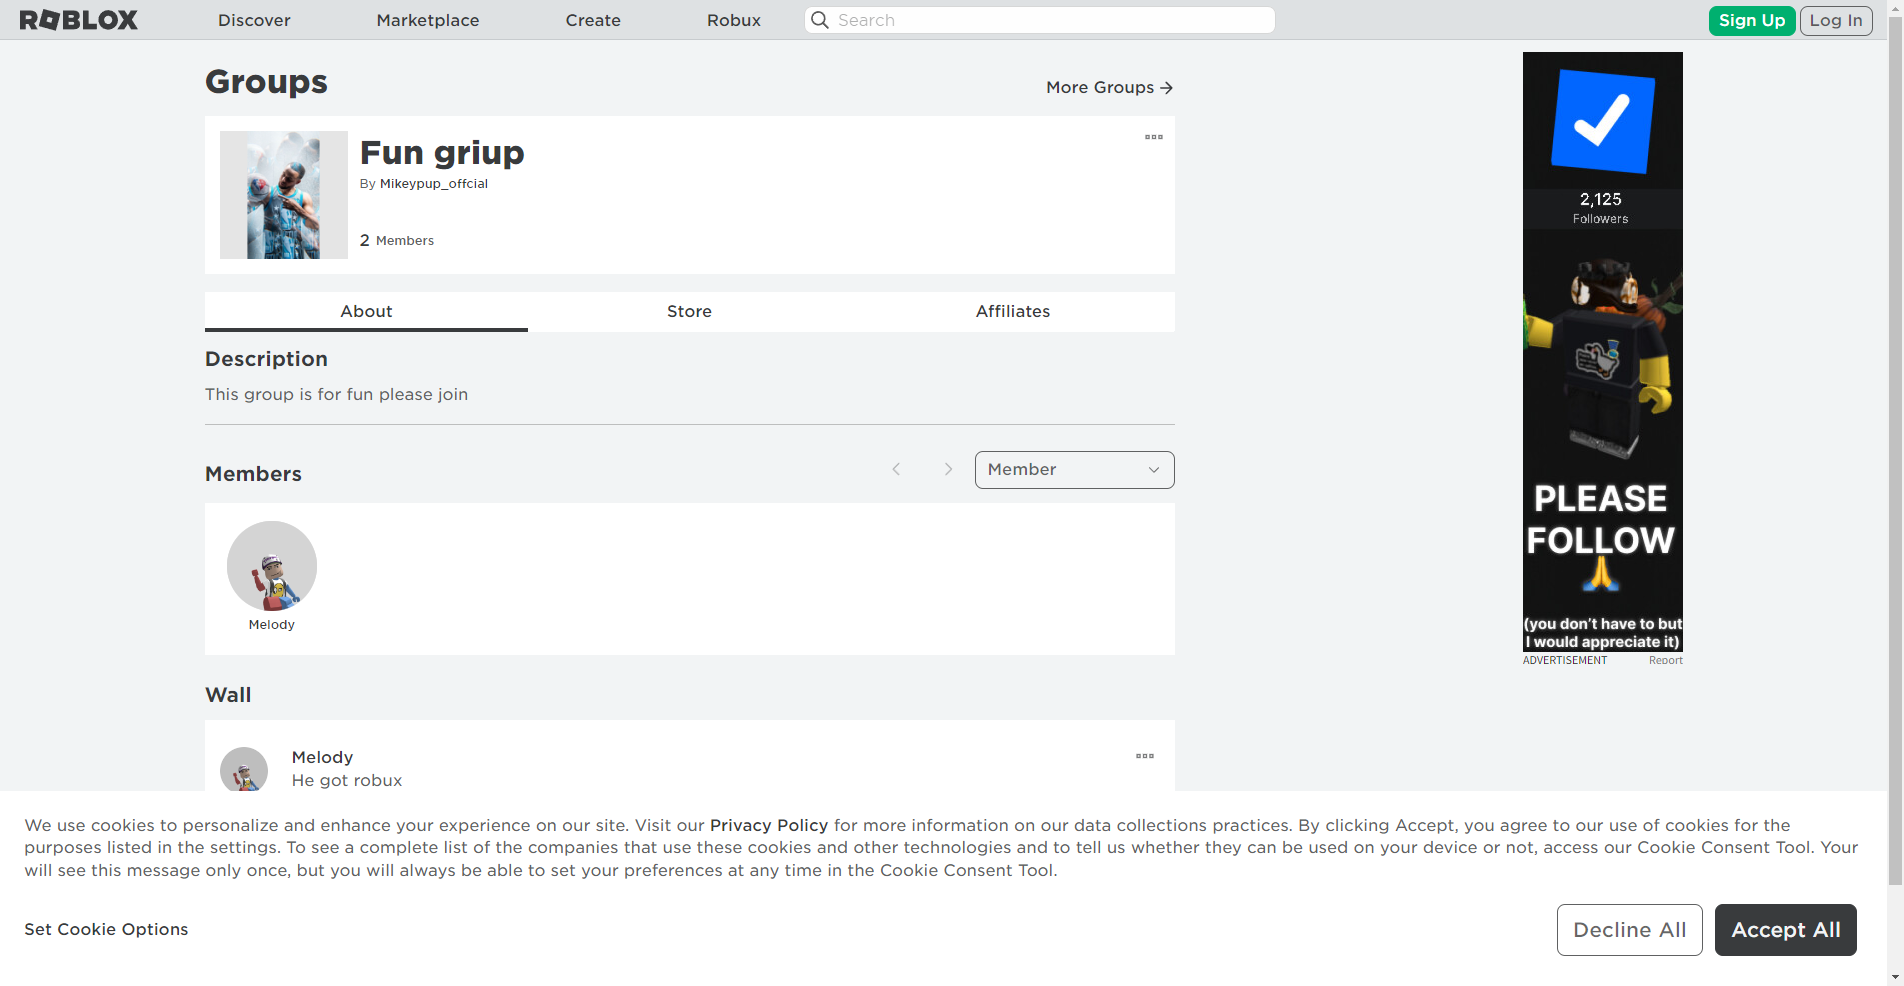 ROBLOX
Discover
Marketplace
Create
Robux
Search
Sign Up
Log In
Groups
More Groups
Fun griup
By Mikeypup_offcial
2 Members
About
Store
Affiliates
Description
This group is for fun please join
Members
Member
Melody
Wall
Melody
He got robux
2,125
Followers
PLEASE
FOLLOW
(you don't have to but
I would appreciate it)
ADVERTISEMENT
Report
We use cookies to personalize and enhance your experience on our site. Visit our Privacy Policy for more information on our data collections practices. By clicking Accept, you agree to our use of cookies for the
purposes listed in the settings. To see a complete list of the companies that use these cookies and other technologies and to tell us whether they can be used on your device or not, access our Cookie Consent Tool. Your
will see this message only once, but you will always be able to set your preferences at any time in the Cookie Consent Tool.
Set Cookie Options
Decline All
Accept All